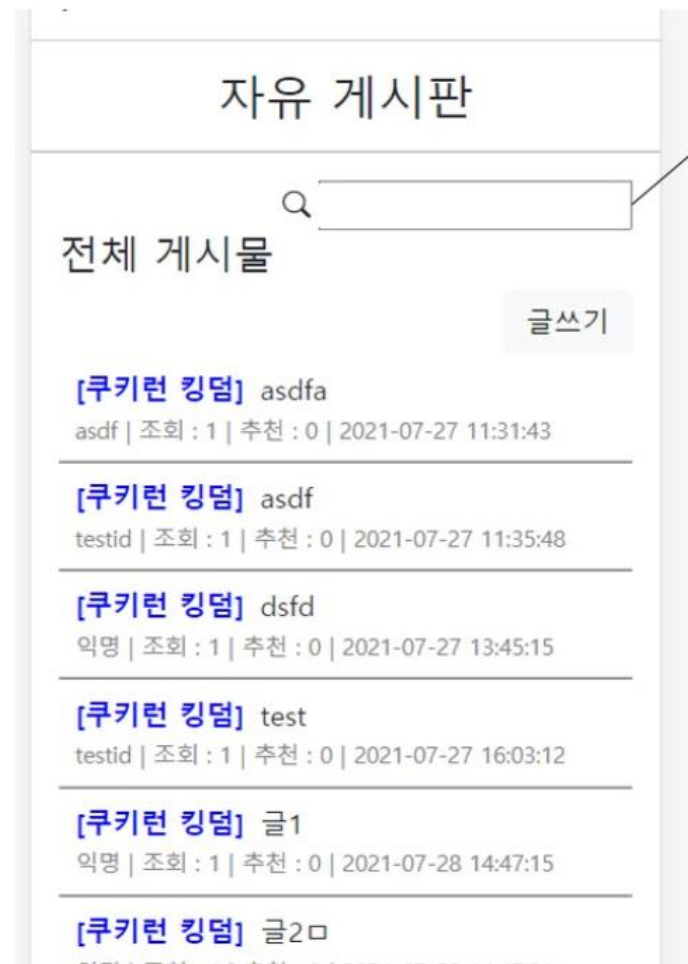 자유 게시판
전체 게시물
글쓰기
[쿠키런 킹덤] asdfa
asdf | 조회 : 1 | 추천 : 0 | 2021-07-27 11:31:43
[쿠키런 킹덤] asdf
testid | 조회 : 1 | 추천 : 0 | 2021-07-27 11:35:48
[쿠키런 킹덤] dsfd
익명 | 조회 : 1 | 추천 : 0 | 2021-07-27 13:45:15
[쿠키런 킹덤] test
testid | 조회 : 1 | 추천 : 0 | 2021-07-27 16:03:12
[쿠키런 킹덤] 글1
익명 | 조회 : 1 | 추천 : 0 | 2021-07-28 14:47:15
[쿠키런 킹덤] 글2ㅁ